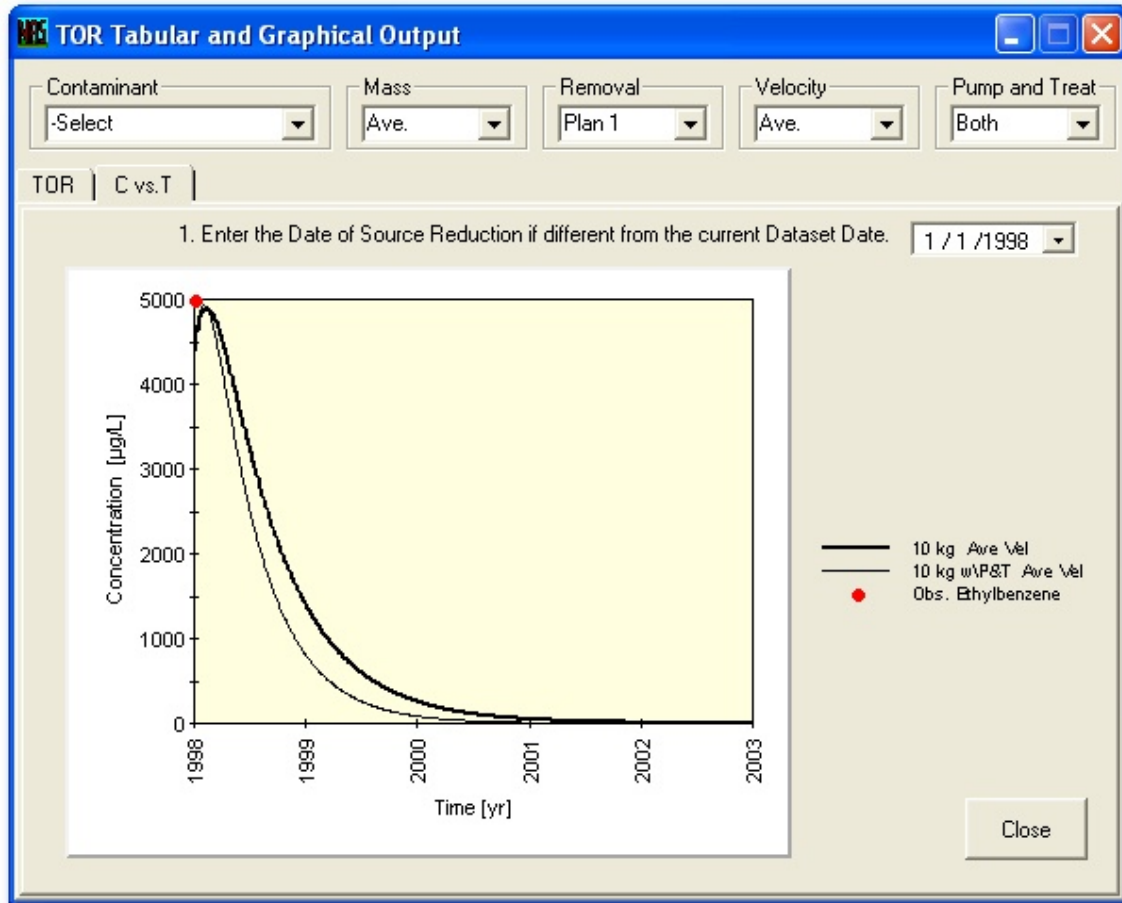 NAS TOR Tabular and Graphical Output
Contaminant Mass Removal Velocity Pump and Treat
-Select Ave. Plan 1 Ave. Both
TOR C vs.T
1. Enter the Date of Source Reduction if different from the current Dataset Date. 1 / 1 /1998
5000
4000
3000
2000
1000
0
Concentration [µg/L]
1998 1999 2000 2001 2002 2003
Time [yr]
10 kg Ave Vel
10 kg w\P&T Ave Vel
Obs. Ethylbenzene
Close